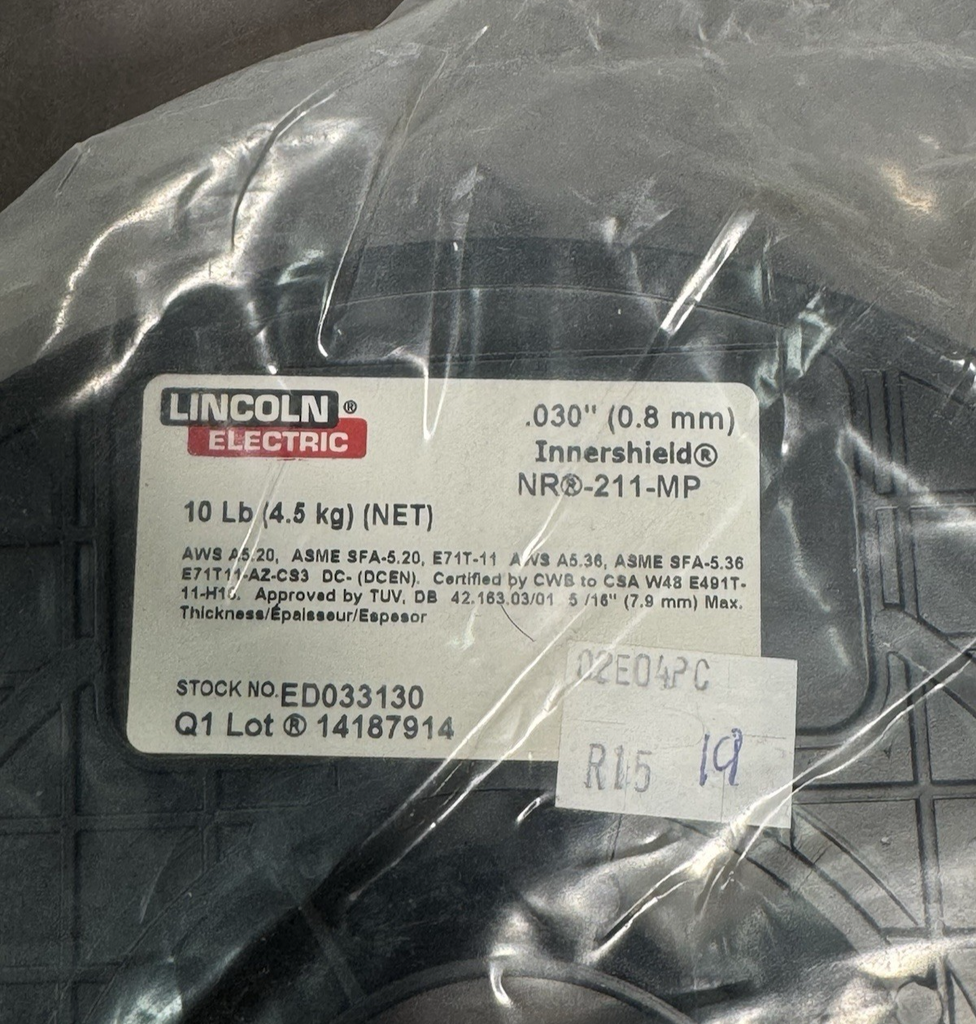 LINCOLN ®
ELECTRIC
.030" (0.8 mm)
Innershield®
NR®-211-MP
10 Lb (4.5 kg) (NET)
AWS A5.20, ASME SFA-5.20, E71T-11 AWS A5.36, ASME SFA-5.36
E71T11-AZ-CS3 DC- (DCEN). Certified by CWB to CSA W48 E491T-
11-H16. Approved by TUV, DB 42.163.03/01 5 /16" (7.9 mm) Max.
Thickness/Épaisseur/Espesor
STOCK NO. ED033130
Q1 Lot ® 14187914
02E04PC
R15 19